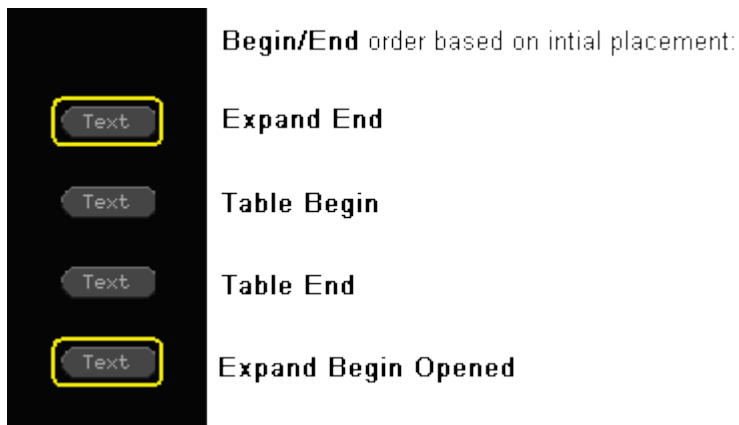 Begin/End order based on intial placement:
Text Expand End
Text Table Begin
Text Table End
Text Expand Begin Opened